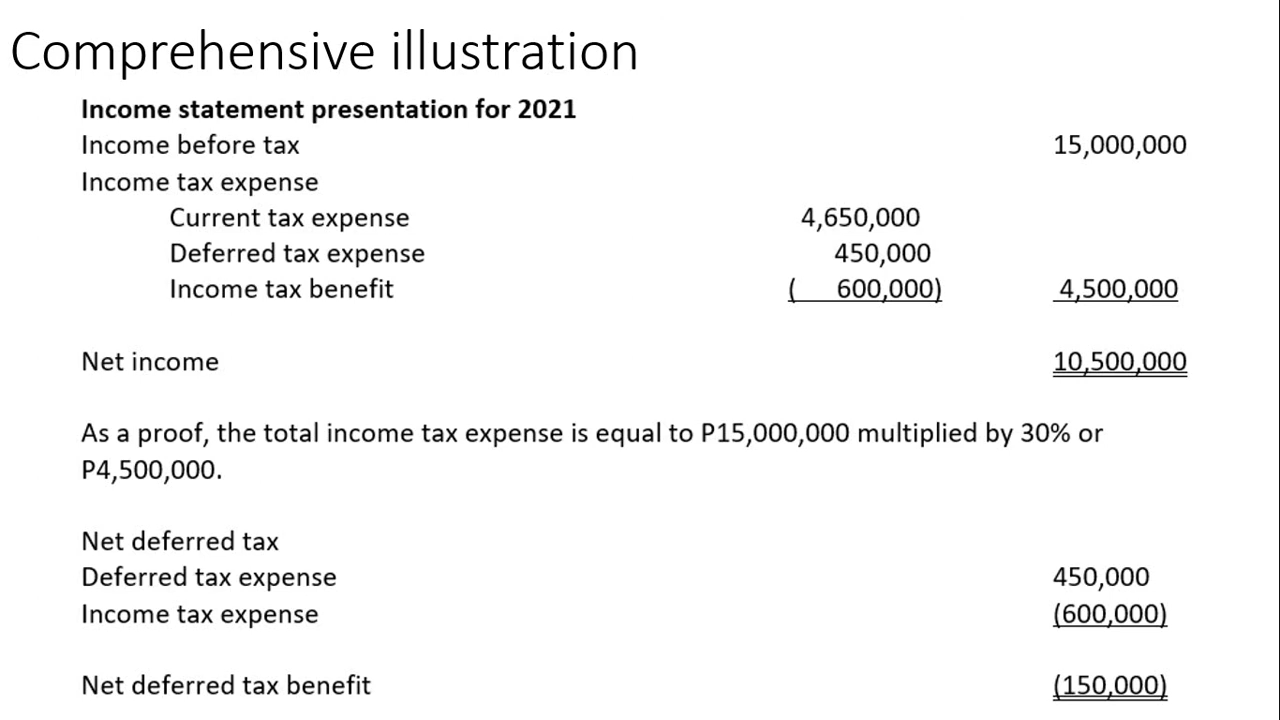 Comprehensive illustration
Income statement presentation for 2021
Income before tax 15,000,000
Income tax expense
Current tax expense 4,650,000
Deferred tax expense 450,000
Income tax benefit ( 600,000) 4,500,000
Net income 10,500,000
As a proof, the total income tax expense is equal to P15,000,000 multiplied by 30% or
P4,500,000.
Net deferred tax
Deferred tax expense 450,000
Income tax expense (600,000)
Net deferred tax benefit (150,000)